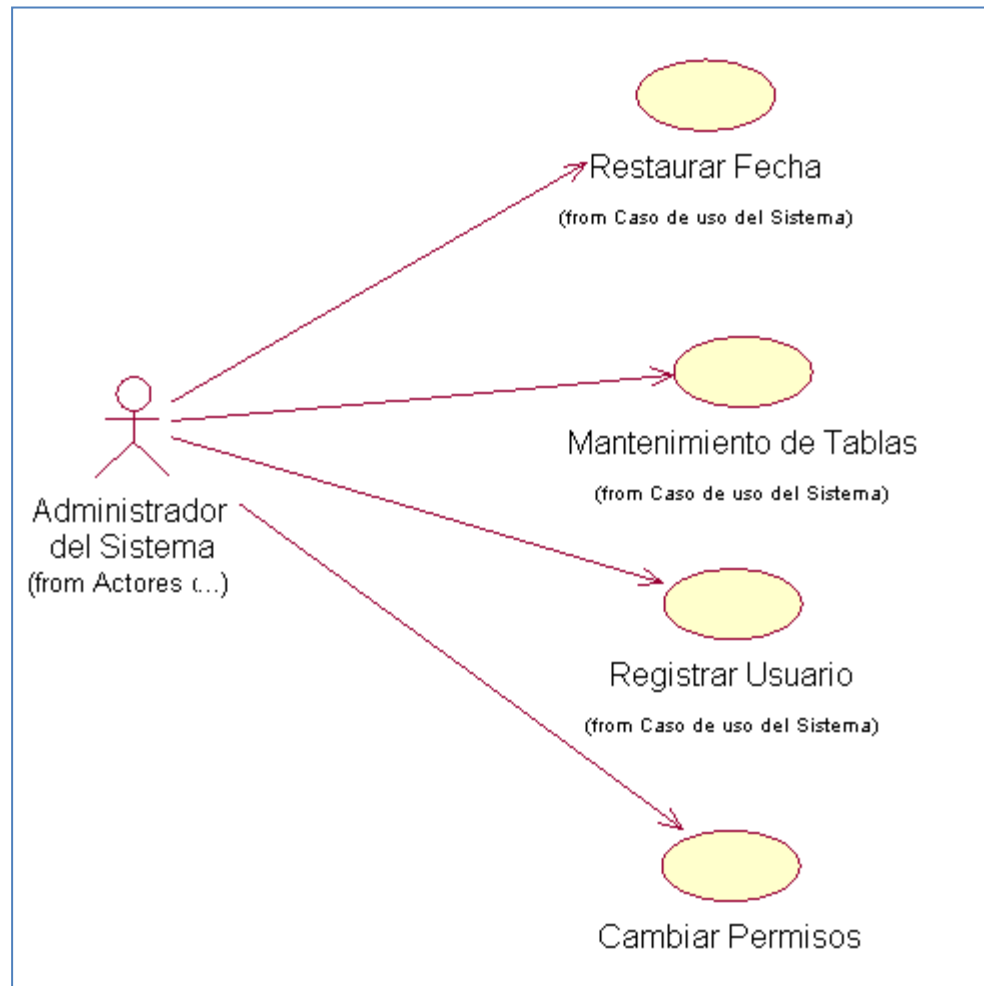 Restaurar Fecha
(from Caso de uso del Sistema)
Mantenimiento de Tablas
(from Caso de uso del Sistema)
Administrador
del Sistema
(from Actores (...)
Registrar Usuario
(from Caso de uso del Sistema)
Cambiar Permisos